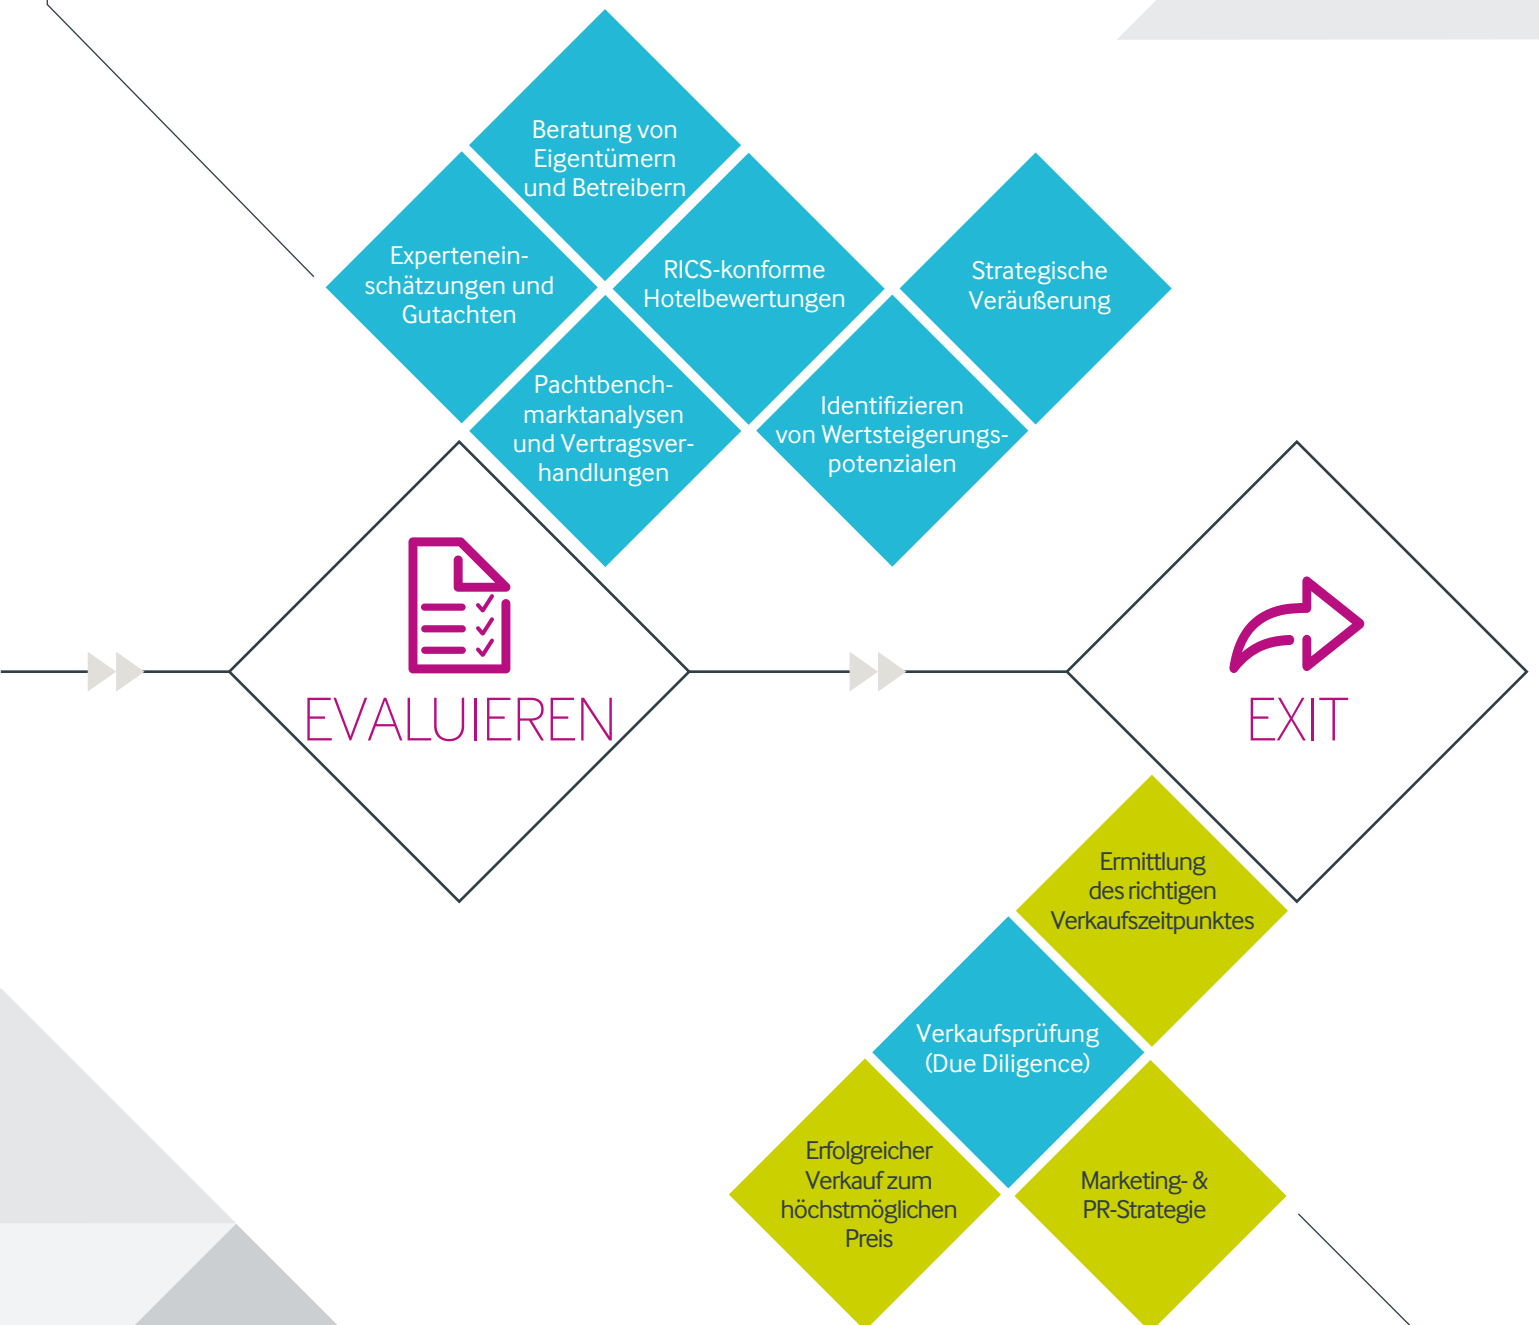 Beratung von
Eigentümern
und Betreibern
Expertenein-
schätzungen und
Gutachten
RICS-konforme
Hotelbewertungen
Strategische
Veräußerung
Pachtbench-
marktanalysen
und Vertragsver-
handlungen
Identifizieren
von Wertsteigerungs-
potenzialen
EVALUIEREN
EXIT
Ermittlung
des richtigen
Verkaufszeitpunktes
Verkaufsprüfung
(Due Diligence)
Erfolgreicher
Verkauf zum
höchstmöglichen
Preis
Marketing- &
PR-Strategie